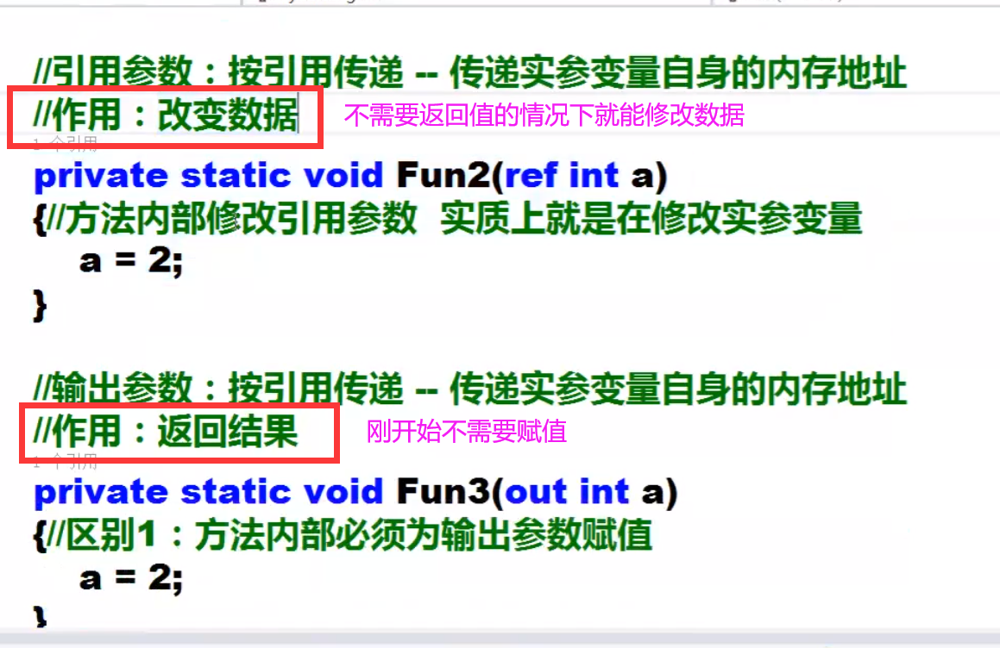 //引用参数：按引用传递 -- 传递实参变量自身的内存地址
//作用：改变数据 不需要返回值的情况下就能修改数据
1 个引用
private static void Fun2(ref int a)
{//方法内部修改引用参数  实质上就是在修改实参变量
a = 2;
}
//输出参数：按引用传递 -- 传递实参变量自身的内存地址
//作用：返回结果 刚开始不需要赋值
1 个引用
private static void Fun3(out int a)
{//区别1：方法内部必须为输出参数赋值
a = 2;
}